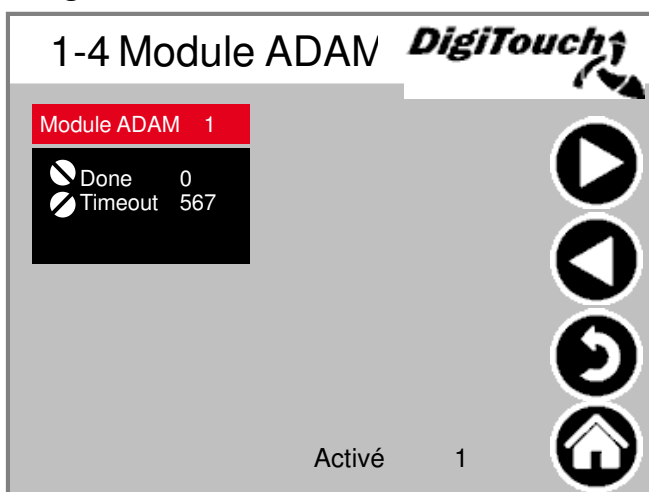 1-4 Module ADAM
DigiTouch
Module ADAM 1
Done 0
Timeout 567
Activé 1